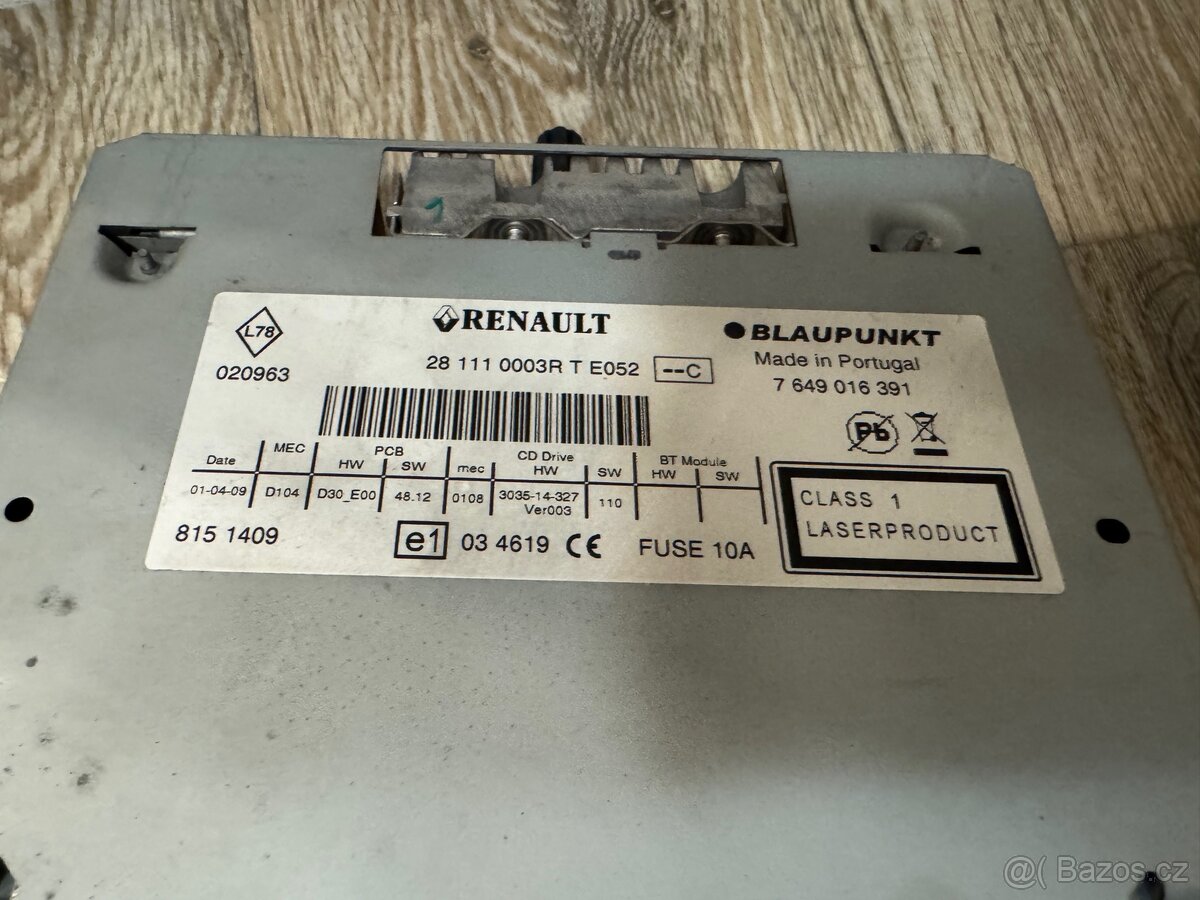 L78
020963
RENAULT
28 111 0003R T E052 --C
BLAUPUNKT
Made in Portugal
7 649 016 391
Pb
Date MEC PCB CD Drive BT Module
HW SW mec HW SW HW SW
01-04-09 D104 D30_E00 48.12 0108 3035-14-327 110
Ver003
815 1409
e1 03 4619 CE FUSE 10A
CLASS 1
LASERPRODUCT
1
@( Bazos.cz